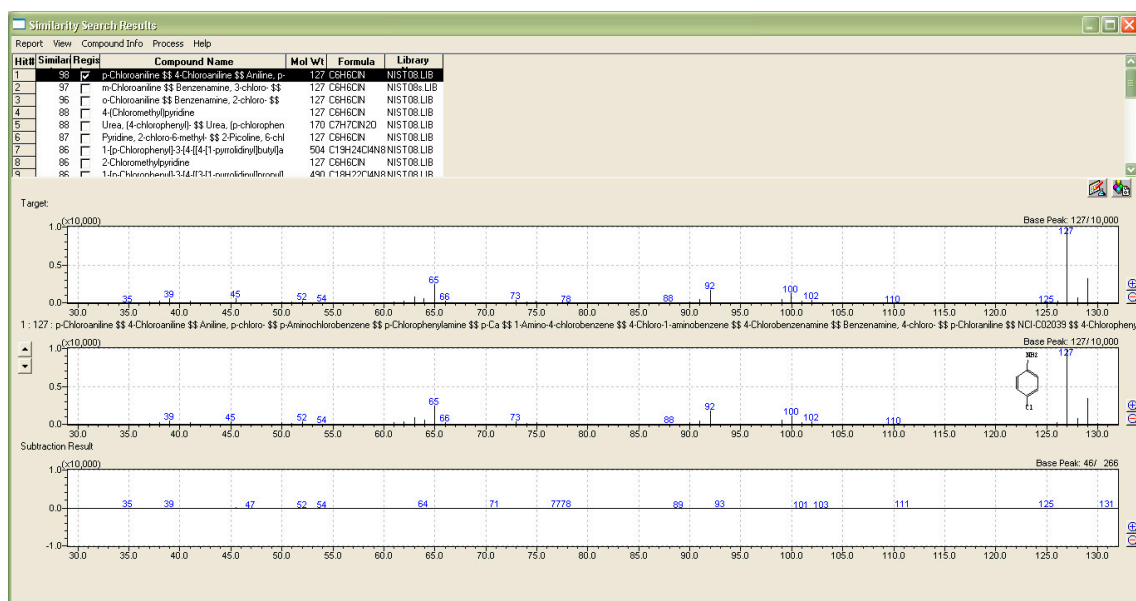 Similarity Search Results
Report View Compound Info Process Help
Hit# Similar Regis Compound Name Mol Wt Formula Library
1 98 p-Chloroaniline $$ 4-Chloroaniline $$ Aniline, p- 127 C6H6ClN NIST08.LIB
2 97 m-Chloroaniline $$ Benzenamine, 3-chloro- $$ 127 C6H6ClN NIST08s.LIB
3 96 o-Chloroaniline $$ Benzenamine, 2-chloro- $$ 127 C6H6ClN NIST08.LIB
4 88 4-(Chloromethyl)pyridine 127 C6H6ClN NIST08.LIB
5 88 Urea, (4-chlorophenyl)- $$ Urea, (p-chlorophen 170 C7H7ClN2O NIST08.LIB
6 87 Pyridine, 2-chloro-6-methyl- $$ 2-Picoline, 6-chl 127 C6H6ClN NIST08.LIB
7 86 1-[p-Chlorophenyl]-3-[4-[[4-[1-pyrrolidinyl]butyl]a 504 C19H24Cl4N8 NIST08.LIB
8 86 2-Chloromethylpyridine 127 C6H6ClN NIST08.LIB
9 86 1-[p-Chlorophenyl]-3-[4-[[3-[1-pyrrolidinyl]propyl] 490 C18H22Cl4N8 NIST08.LIB
Target:
(x10,000) Base Peak: 127/10,000
1.0
0.5
0.0
35 39 45 52 54 65 66 73 78 88 92 100 102 110 125 127
30.0 35.0 40.0 45.0 50.0 55.0 60.0 65.0 70.0 75.0 80.0 85.0 90.0 95.0 100.0 105.0 110.0 115.0 120.0 125.0 130.0
1 : 127 : p-Chloroaniline $$ 4-Chloroaniline $$ Aniline, p-chloro- $$ p-Aminochlorobenzene $$ p-Chlorophenylamine $$ p-Ca $$ 1-Amino-4-chlorobenzene $$ 4-Chloro-1-aminobenzene $$ 4-Chlorobenzenamine $$ Benzenamine, 4-chloro- $$ p-Chloraniline $$ NCI-C02039 $$ 4-Chloropheny
(x10,000) Base Peak: 127/10,000
1.0
0.5
0.0
39 45 52 54 65 66 73 88 92 100 102 110 127
NH2
Cl
30.0 35.0 40.0 45.0 50.0 55.0 60.0 65.0 70.0 75.0 80.0 85.0 90.0 95.0 100.0 105.0 110.0 115.0 120.0 125.0 130.0
Subtraction Result
(x10,000) Base Peak: 46/ 266
1.0
0.0
-1.0
35 39 47 52 54 64 71 7778 89 93 101 103 111 125 131
30.0 35.0 40.0 45.0 50.0 55.0 60.0 65.0 70.0 75.0 80.0 85.0 90.0 95.0 100.0 105.0 110.0 115.0 120.0 125.0 130.0